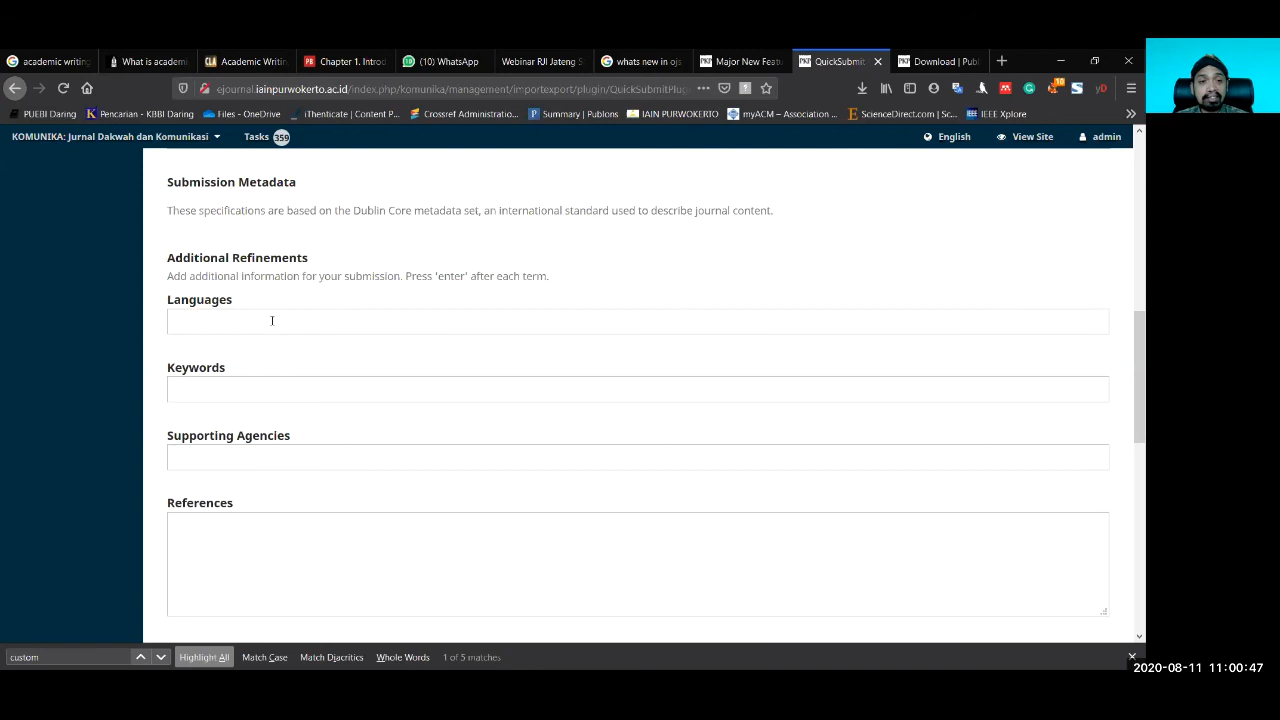 academic writing
What is academi
Academic Writin
Chapter 1. Introd
(10) WhatsApp
Webinar RJI Jateng S
whats new in ojs
Major New Featu
QuickSubmit
Download | Publ
ejournal.iainpurwokerto.ac.id/index.php/komunika/management/importexport/plugin/QuickSubmitPlug
PUEBI Daring
Pencarian - KBBI Daring
Files - OneDrive
iThenticate | Content P...
Crossref Administratio...
Summary | Publons
IAIN PURWOKERTO
myACM – Association ...
ScienceDirect.com | Sc...
IEEE Xplore
KOMUNIKA: Jurnal Dakwah dan Komunikasi
Tasks 359
English
View Site
admin
Submission Metadata
These specifications are based on the Dublin Core metadata set, an international standard used to describe journal content.
Additional Refinements
Add additional information for your submission. Press 'enter' after each term.
Languages
Keywords
Supporting Agencies
References
custom
Highlight All
Match Case
Match Diacritics
Whole Words
1 of 5 matches
2020-08-11 11:00:47